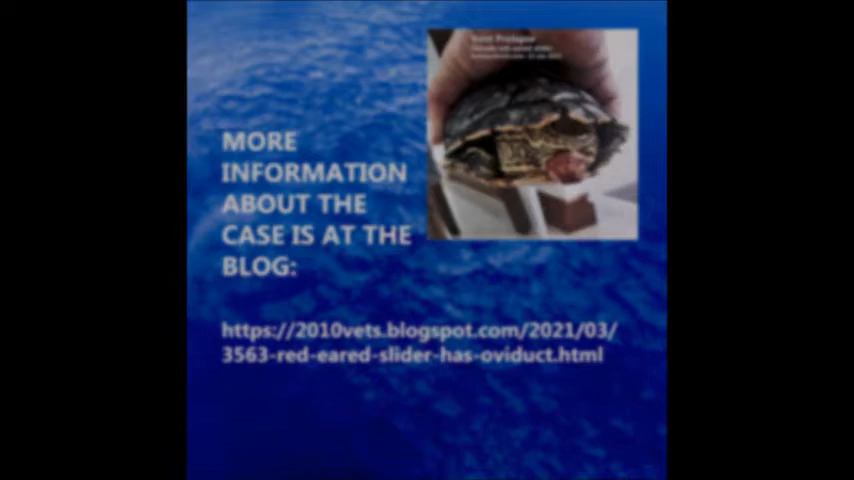 MORE
INFORMATION
ABOUT THE
CASE IS AT THE
BLOG:
https://2010vets.blogspot.com/2021/03/
3563-red-eared-slider-has-oviduct.html